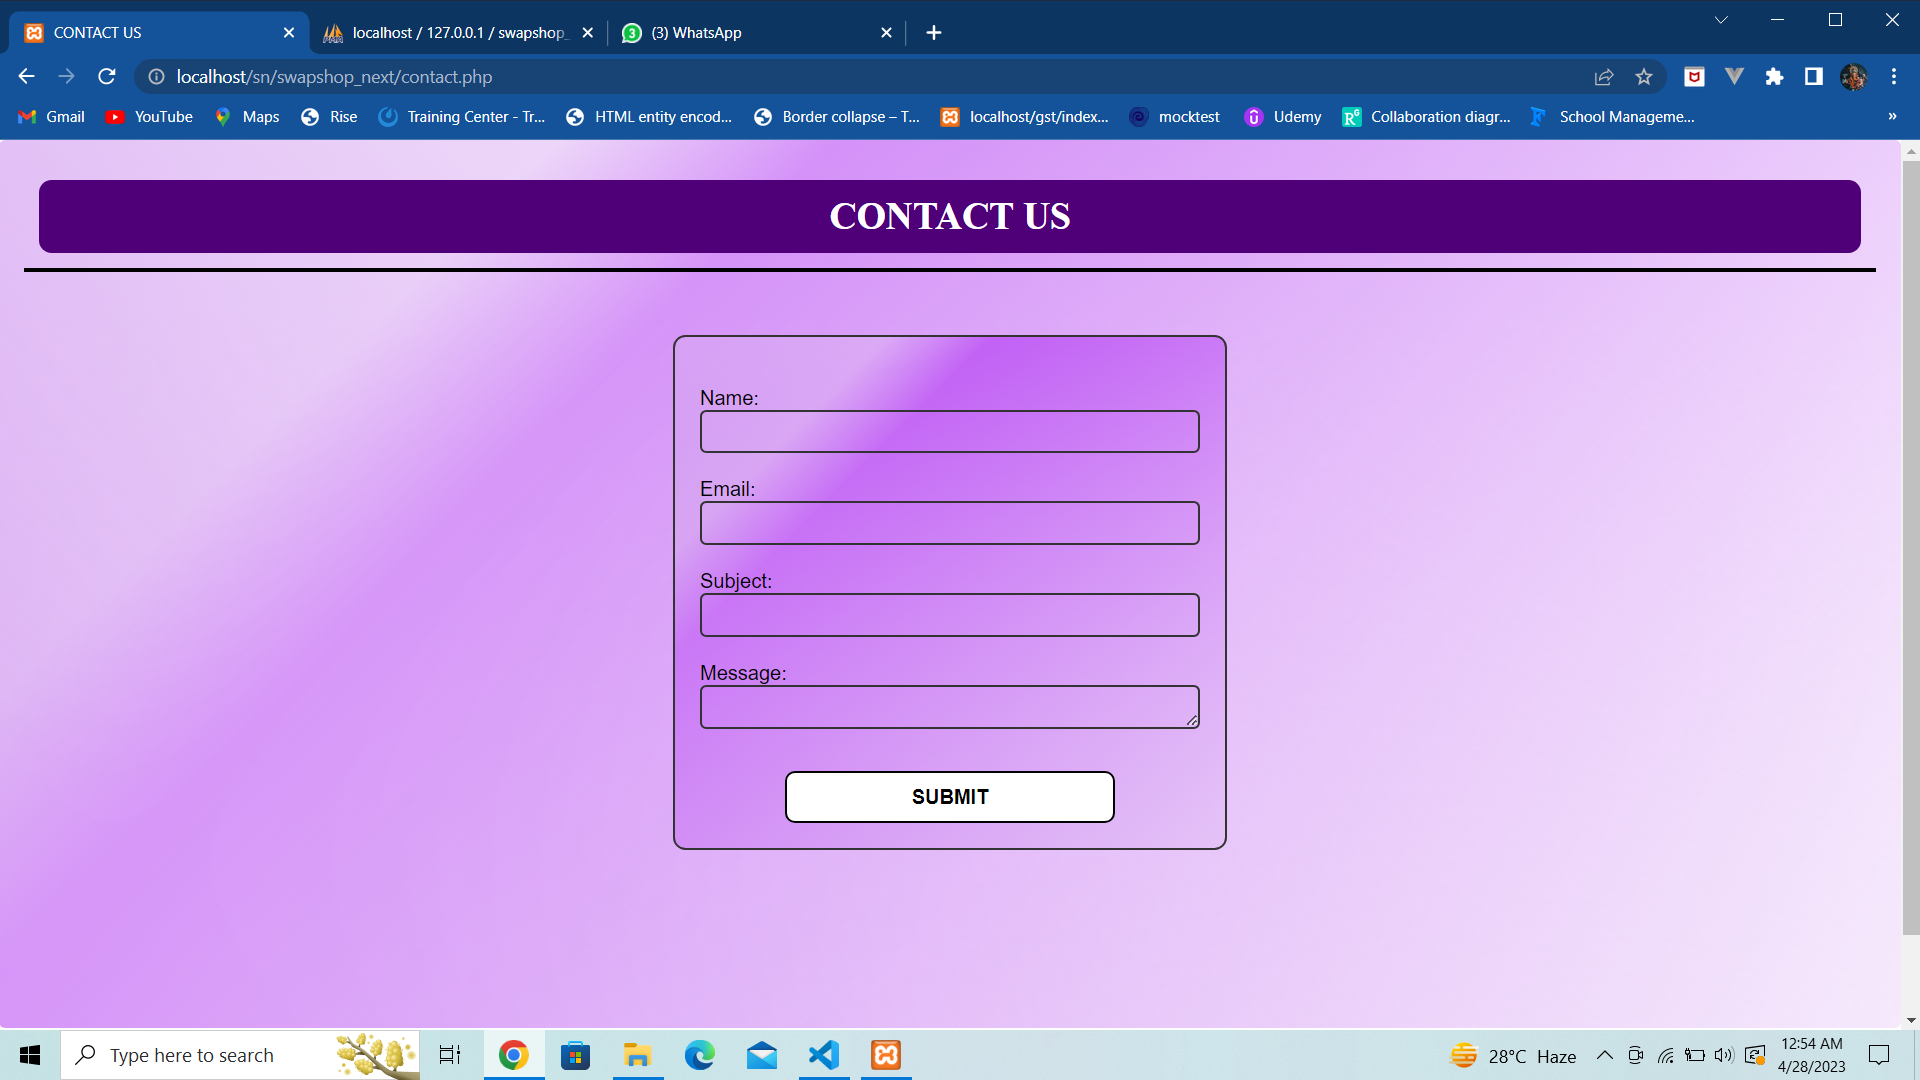 CONTACT US
localhost / 127.0.0.1 / swapshop_
(3) WhatsApp
localhost/sn/swapshop_next/contact.php
Gmail
YouTube
Maps
Rise
Training Center - Tr...
HTML entity encod...
Border collapse – T...
localhost/gst/index...
mocktest
Udemy
Collaboration diagr...
School Manageme...
»
CONTACT US
Name:
Email:
Subject:
Message:
SUBMIT
Type here to search
28°C Haze
12:54 AM
4/28/2023